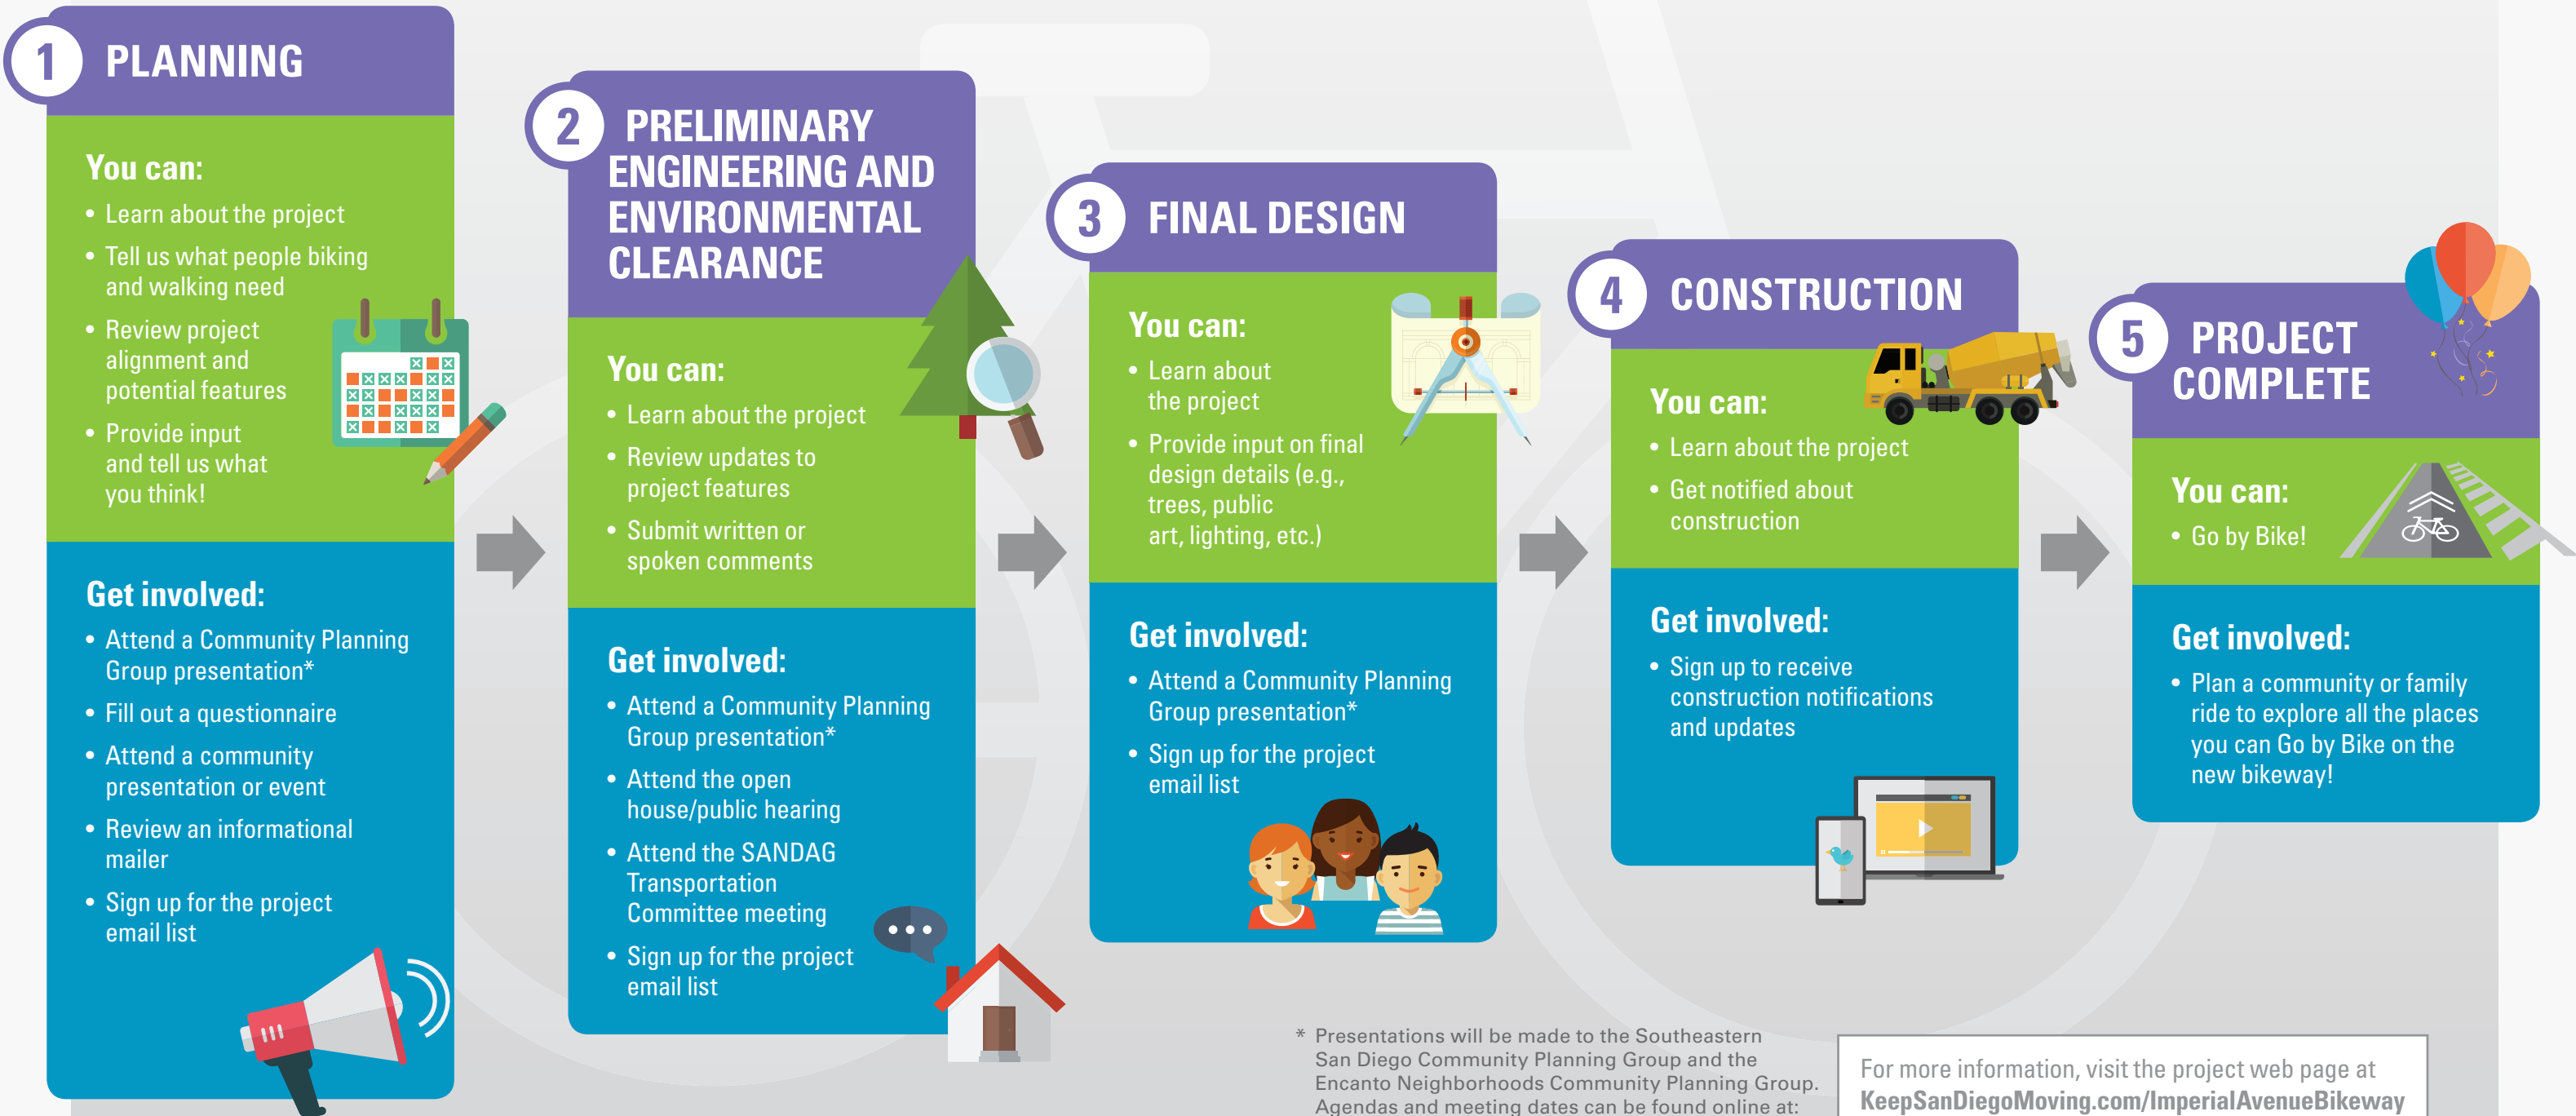 1 PLANNING
You can:
• Learn about the project
• Tell us what people biking
and walking need
• Review project
alignment and
potential features
• Provide input
and tell us what
you think!
Get involved:
• Attend a Community Planning
Group presentation*
• Fill out a questionnaire
• Attend a community
presentation or event
• Review an informational
mailer
• Sign up for the project
email list
2 PRELIMINARY
ENGINEERING AND
ENVIRONMENTAL
CLEARANCE
You can:
• Learn about the project
• Review updates to
project features
• Submit written or
spoken comments
Get involved:
• Attend a Community Planning
Group presentation*
• Attend the open
house/public hearing
• Attend the SANDAG
Transportation
Committee meeting
• Sign up for the project
email list
3 FINAL DESIGN
You can:
• Learn about
the project
• Provide input on final
design details (e.g.,
trees, public
art, lighting, etc.)
Get involved:
• Attend a Community Planning
Group presentation*
• Sign up for the project
email list
4 CONSTRUCTION
You can:
• Learn about the project
• Get notified about
construction
Get involved:
• Sign up to receive
construction notifications
and updates
5 PROJECT
COMPLETE
You can:
• Go by Bike!
Get involved:
• Plan a community or family
ride to explore all the places
you can Go by Bike on the
new bikeway!
* Presentations will be made to the Southeastern
San Diego Community Planning Group and the
Encanto Neighborhoods Community Planning Group.
Agendas and meeting dates can be found online at:
For more information, visit the project web page at
KeepSanDiegoMoving.com/ImperialAvenueBikeway